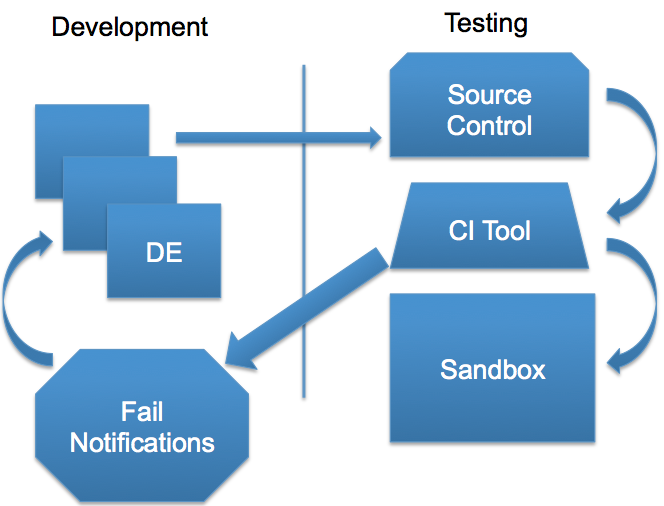 Development
Testing
Source
Control
DE
CI Tool
Sandbox
Fail
Notifications